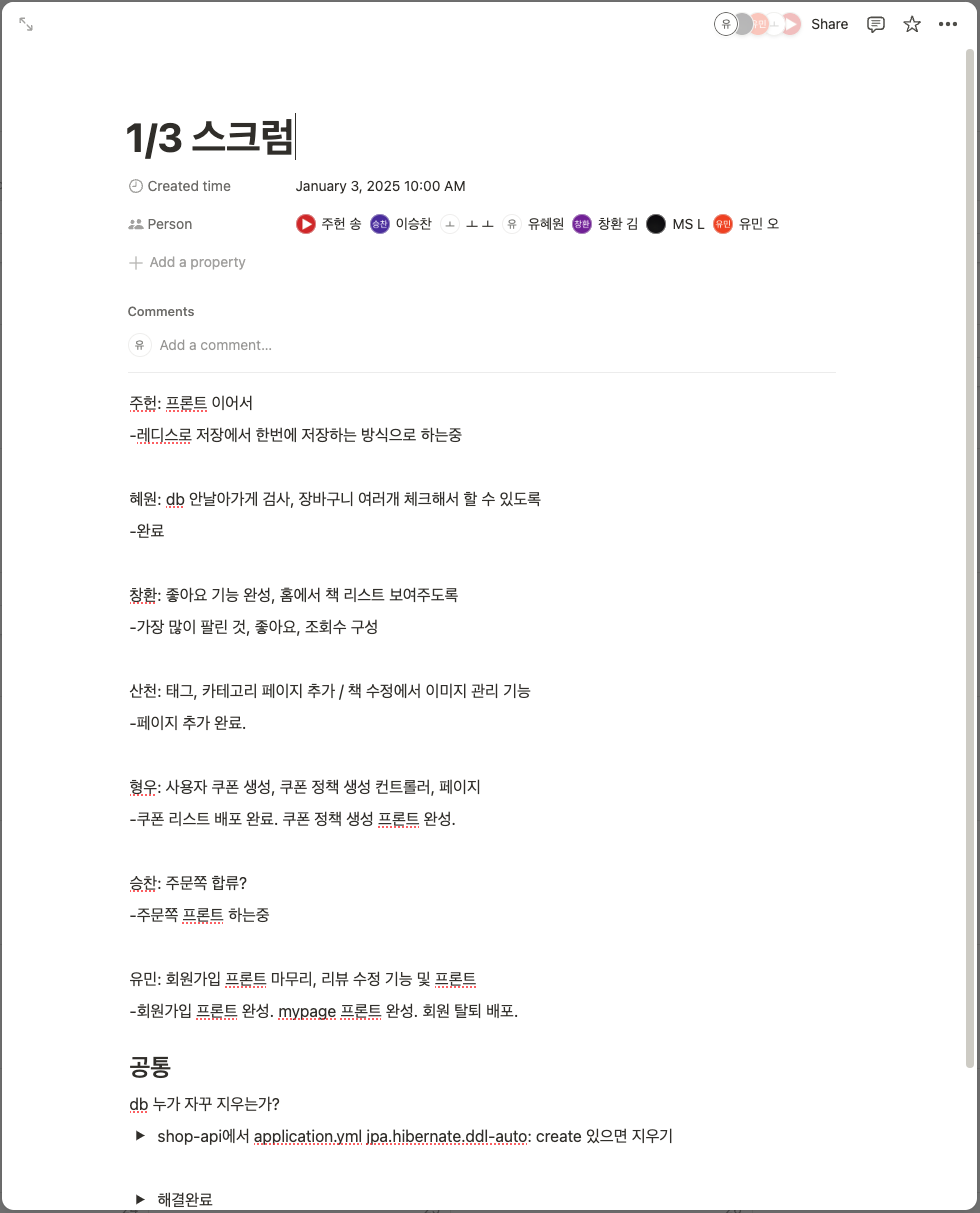 유 유민 ㅗ Share
1/3 스크럼
Created time January 3, 2025 10:00 AM
Person 주헌 송 승찬 이승찬 ㅗ ㅗ ㅗ 유 유혜원 창환 창환 김 MS L 유민 유민 오
Add a property
Comments
유 Add a comment...
주헌: 프론트 이어서
-레디스로 저장에서 한번에 저장하는 방식으로 하는중
혜원: db 안날아가게 검사, 장바구니 여러개 체크해서 할 수 있도록
-완료
창환: 좋아요 기능 완성, 홈에서 책 리스트 보여주도록
-가장 많이 팔린 것, 좋아요, 조회수 구성
산천: 태그, 카테고리 페이지 추가 / 책 수정에서 이미지 관리 기능
-페이지 추가 완료.
형우: 사용자 쿠폰 생성, 쿠폰 정책 생성 컨트롤러, 페이지
-쿠폰 리스트 배포 완료. 쿠폰 정책 생성 프론트 완성.
승찬: 주문쪽 합류?
-주문쪽 프론트 하는중
유민: 회원가입 프론트 마무리, 리뷰 수정 기능 및 프론트
-회원가입 프론트 완성. mypage 프론트 완성. 회원 탈퇴 배포.
공통
db 누가 자꾸 지우는가?
shop-api에서 application.yml jpa.hibernate.ddl-auto: create 있으면 지우기
해결완료